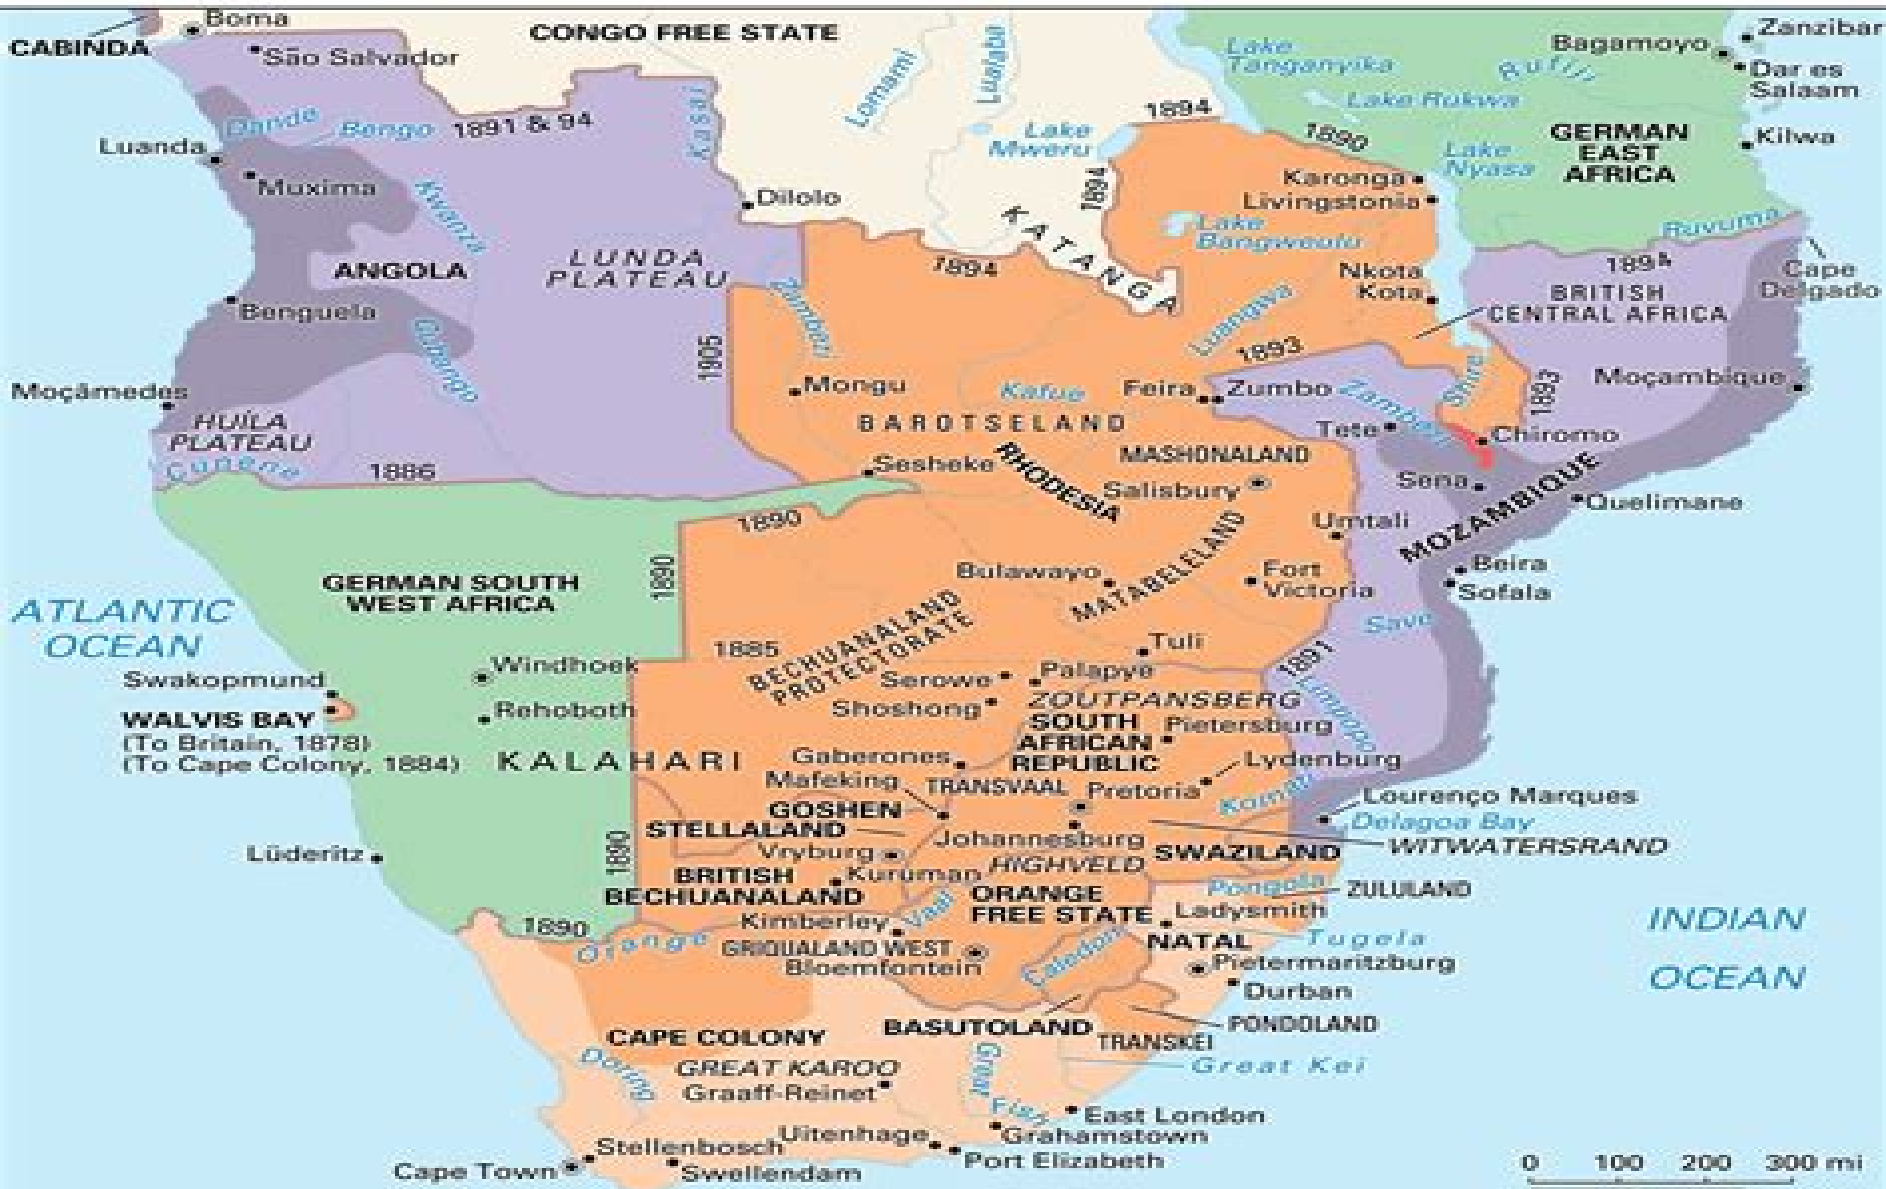 Boma
CABINDA
São Salvador
CONGO FREE STATE
Lomami
Lualaba
Lake
Tanganyika
Rufiji
Bagamoyo
Zanzibar
Dar es
Salaam
Lake Rukwa
Kilwa
GERMAN
EAST
AFRICA
Dande
Bengo
1891 & 94
Kasai
Luanda
Muxima
Kwanza
Lake
Mweru
1894
1890
Lake
Nyasa
Dilolo
1894
Karonga
Livingstonia
KATANGA
Lake
Bangweulu
Ruvuma
ANGOLA
LUNDA
PLATEAU
1894
Nkota
Kota
1894
Cape
Delgado
BRITISH
CENTRAL AFRICA
Benguela
Cubango
Zambezi
Luangwa
1893
1905
Moçâmedes
Mongu
Kafue
Feira
Zumbo
Zambezi
Shire
1893
Moçambique
HUÍLA
PLATEAU
Cunene
1886
BAROTSELAND
Tete
Chiromo
Sesheke
RHODESIA
MASHONALAND
Salisbury
Sena
MOZAMBIQUE
Quelimane
1890
Umtali
GERMAN SOUTH
WEST AFRICA
1890
Bulawayo
MATABELELAND
Fort
Victoria
Beira
Sofala
ATLANTIC
OCEAN
BECHUANALAND
PROTECTORATE
Save
1885
Tuli
1891
Windhoek
Swakopmund
Serowe
Palapye
Shoshong
ZOUTPANSBERG
Limpopo
WALVIS BAY
(To Britain, 1878)
(To Cape Colony, 1884)
Rehoboth
SOUTH
AFRICAN
REPUBLIC
Pietersburg
KALAHARI
Gaberones
Lydenburg
Mafeking
TRANSVAAL
Pretoria
Komati
Lourenço Marques
GOSHEN
Delagoa Bay
STELLALAND
Johannesburg
WITWATERSRAND
Lüderitz
1890
Vryburg
HIGHVELD
SWAZILAND
BRITISH
BECHUANALAND
Kuruman
ORANGE
FREE STATE
Pongola
ZULULAND
1890
Orange
Kimberley
Vaal
Ladysmith
INDIAN
OCEAN
GRIQUALAND WEST
Bloemfontein
Caledon
NATAL
Tugela
Pietermaritzburg
Durban
CAPE COLONY
BASUTOLAND
PONDOLAND
TRANSKEI
Doring
GREAT KAROO
Graaff-Reinet
Great Fish
Great Kei
East London
Grahamstown
Uitenhage
Port Elizabeth
Stellenbosch
Cape Town
Swellendam
0 100 200 300 mi